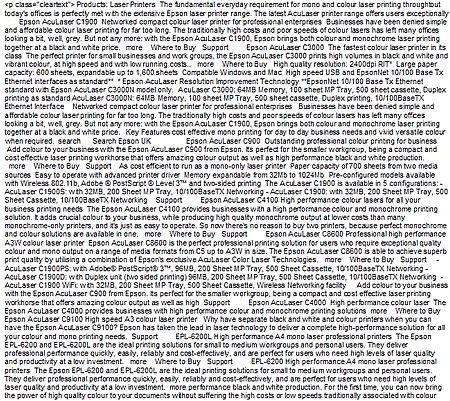 <p class="cleartext"> Products: Laser Printers  The fundamental everyday requirement for mono and colour laser printing throughtout
today's offices is perfectly met with the extensive Epson laser printer range. The latest AcuLaser printer range offers users exceptionally
Epson AcuLaser C1900  Networked compact colour laser printer for professional enterprises  Businesses have been denied simple
and affordable colour laser printing for far too long. The traditionally high costs and poor speeds of colour lasers has left many offices
looking a bit, well, grey. But not any more; with the Epson AcuLaser C1900, Epson brings both colour and monochrome laser printing
together at a black and white price.  more  Where to Buy  Support  Epson AcuLaser C3000  The fastest colour laser printer in its
class  The perfect printer for small business and work groups, the Epson AcuLaser C3000 prints high volumes in black and white and
vibrant colour, at high speed and with low running costs..  more  Where to Buy  High quality resolution: 2400dpi RIT*  Large paper
capacity: 600 sheets, expandable up to 1,600sheets  Compatible Windows and Mac  High Speed USB and EpsonNet 10/100 Base Tx
Ethernet interfaces as standard**  * Epson AcuLaser Resolution Improvement Technology **EpsonNet 10/100 Base Tx Ethernet
standard with Epson AcuLaser C3000N model only.  AcuLaser C3000: 64MB Memory, 100 sheet MP Tray, 500 sheet cassette, Duplex
printing as standard AcuLaser C3000N: 64MB Memory, 100 sheet MP Tray, 500 sheet cassette, Duplex printing, 10/100BaseTX
Ethernet Interface  Networked compact colour laser printer for professional enterprises  Businesses have been denied simple and
affordable colour laser printing for far too long. The traditionally high costs and poor speeds of colour lasers has left many offices
looking a bit, well, grey. But not any more; with the Epson AcuLaser C1900, Epson brings both colour and monochrome laser printing
together at a black and white price.  Key Features cost effective mono printing for day to day business needs and vivid versatile colour
when required.  search  Search Epson UK  Epson AcuLaser C900  Outstanding professional colour printing for business
Add colour to your business with the Epson AcuLaser C900 from Epson. Its perfect for the smaller workgroup, being a compact and
cost effective laser printing workhorse that offers amazing colour output as well as high performance black and white printing.
more  Where to Buy  Support  As cost efficient to run as a mono-only laser printer  Paper capacity of 700 sheets from two media
sources  Easy to operate with advanced printer driver  Memory expandable from 32Mb to 1024Mb  Pre-configured models available
with Wireless 802.11b, Adobe ® PostScript ® Level 3™ and two-sided printing  The AcuLaser C1900 is available in 5 configurations: -
AcuLaser C1900S: with 32MB, 200 Sheet MP Tray, 10/100BaseTX Networking - AcuLaser C1900: with 32MB, 200 Sheet MP Tray, 500
Sheet Cassette, 10/100BaseTX Networking  Support  Epson AcuLaser C4100 High performance colour lasers for all your
business printing needs  The Epson AcuLaser C4100 provides businesses with a high performance colour and monochrome printing
solution. It adds crucial colour to your business, while producing high quality monochrome output at lower costs than many
monochrome-only printers, and its just as easy to operate. So now there's no reason to buy two printers, because perfect monochrome
and colour solutions are available in one.  more  Where to Buy  Support  Epson AcuLaser C8600 Professional high performance
A3W colour laser printer  Epson AcuLaser C8600 is the perfect professional printing solution for users who require exceptional quality
colour and mono output on a range of media formats from C5 up to A3W in size. The Epson AcuLaser C8600 is able to achieve superb
print quality by utilising a combination of Epson's exclusive AcuLaser Color Laser Technologies.  more  Where to Buy  Support  -
AcuLaser C1900PS: with Adobe® PostScript® 3™, 96MB, 200 Sheet MP Tray, 500 Sheet Cassette, 10/100BaseTX Networking -
AcuLaser C1900D: with Duplex unit (two sided printing) 96MB, 200 Sheet MP Tray, 500 Sheet Cassette, 10/100BaseTX Networking -
AcuLaser C1900 WiFi: with 32MB, 200 Sheet MP Tray, 500 Sheet Cassette, Wireless Networking facility  Add colour to your business
with the Epson AcuLaser C900 from Epson. Its perfect for the smaller workgroup, being a compact and cost effective laser printing
workhorse that offers amazing colour output as well as high  Support  Epson AcuLaser C4000  High performance colour laser  The
Epson AcuLaser C4000 provides businesses with high performance colour and monochrome printing solutions  more  Where to Buy
Epson AcuLaser C9100 High speed A3 colour laser printer  Why have separate black and white and colour printers when you can
have the Epson AcuLaser C9100? Epson has taken the lead in laser technology to deliver a complete high-performance solution for all
your colour and mono printing needs.  Support  EPL-6200L High performance A4 mono laser professional printers  The Epson
EPL-6200 and EPL-6200L are the ideal printing solutions for small to medium workgroups and personal users. They deliver
professional performance quickly, easily, reliably and cost-effectively, and are perfect for users who need high levels of laser quality
and productivity at a low investment.  more  Where to Buy  Support  EPL-6200 High performance A4 mono laser professional
printers  The Epson EPL-6200 and EPL-6200L are the ideal printing solutions for small to medium workgroups and personal users.
They deliver professional performance quickly, easily, reliably and cost-effectively, and are perfect for users who need high levels of
laser quality and productivity at a low investment.  more performance black and white production. For the first time, you can now bring
the power of high quality colour to your documents without suffering the high costs or low speeds traditionally associated with colour